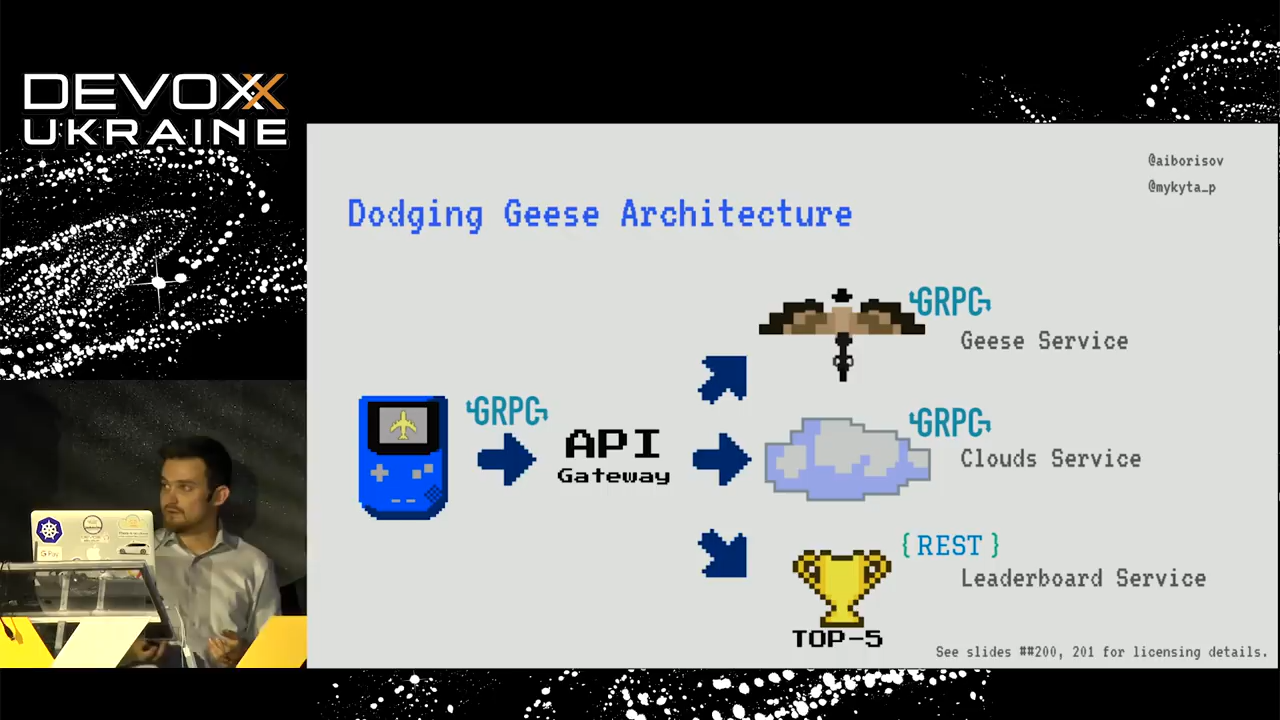 DEVOXX
UKRAINE
@aiborisov
@mykyta_p
Dodging Geese Architecture
GRPC
Geese Service
GRPC
API
Gateway
GRPC
Clouds Service
{ REST }
Leaderboard Service
TOP-5
See slides ##200, 201 for licensing details.
G Pay